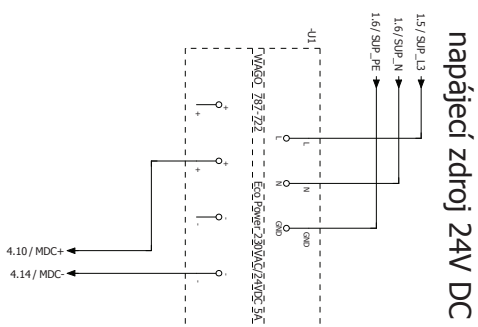 napájecí zdroj 24V DC
1.5 / SUP_L3
1.6 / SUP_N
1.6 / SUP_PE
-U1
L
L
N
N
GND
GND
WAGO 787-722
Eco Power 230VAC/24VDC 5A
+
+
+
+
-
-
-
-
4.10 / MDC+
4.14 / MDC-